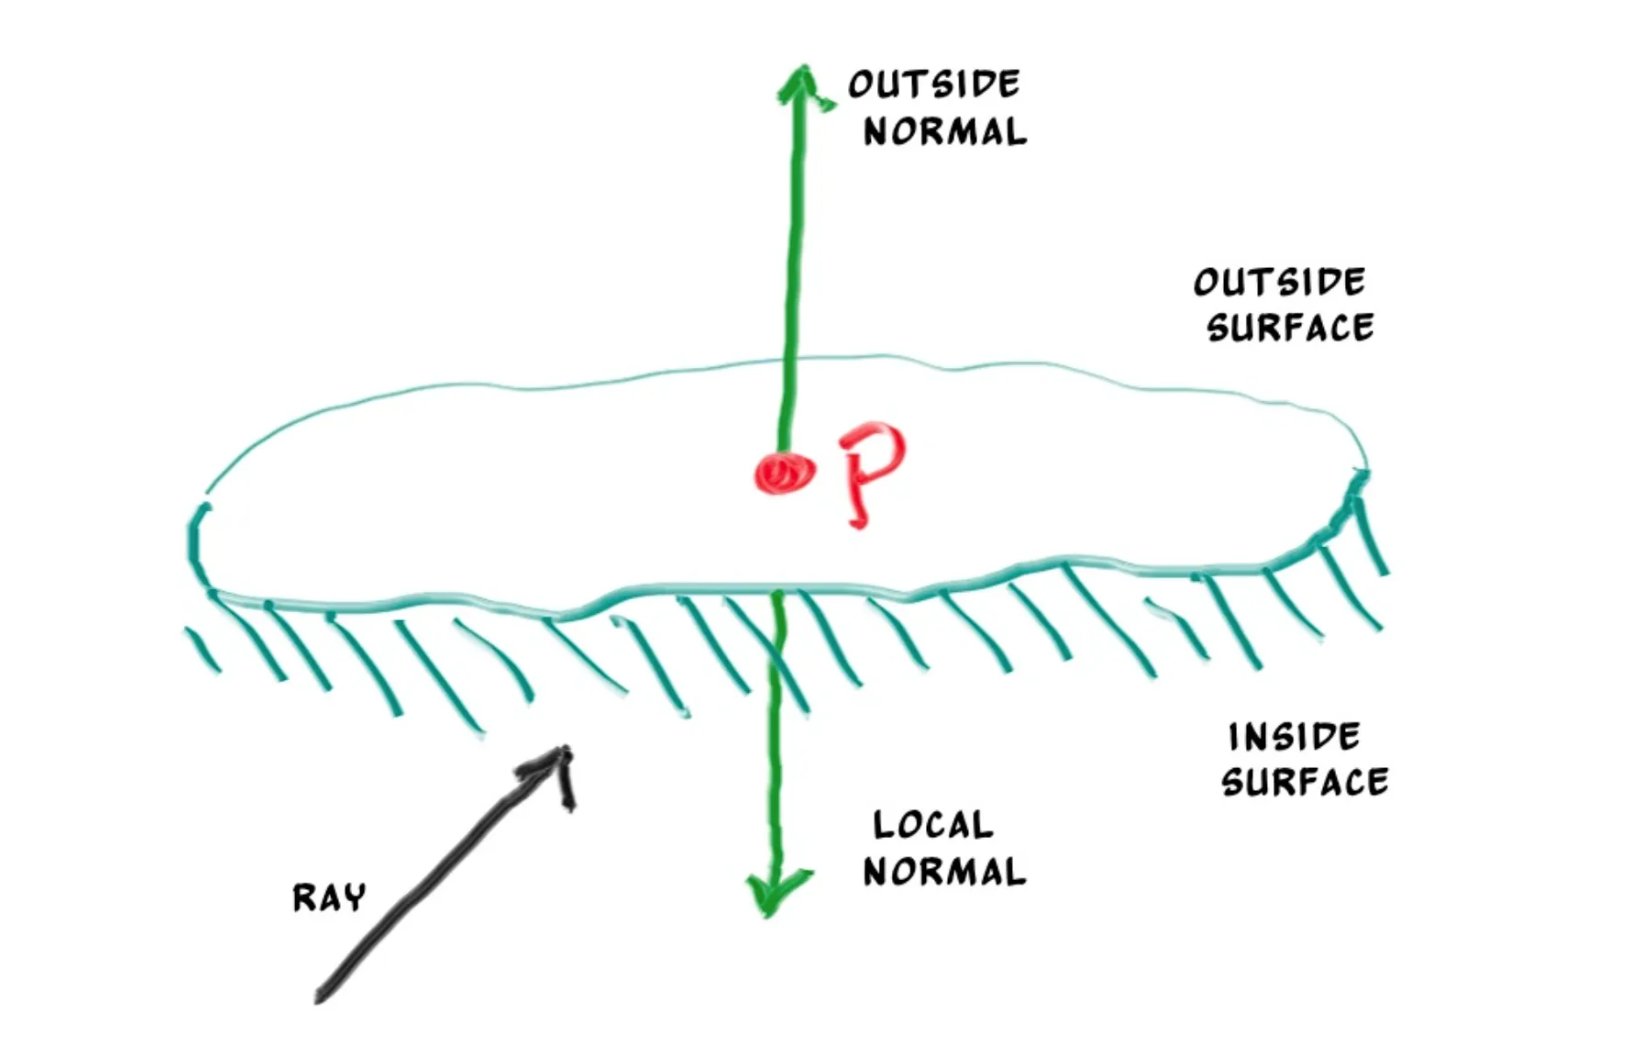 OUTSIDE
NORMAL
OUTSIDE
SURFACE
P
INSIDE
SURFACE
LOCAL
NORMAL
RAY